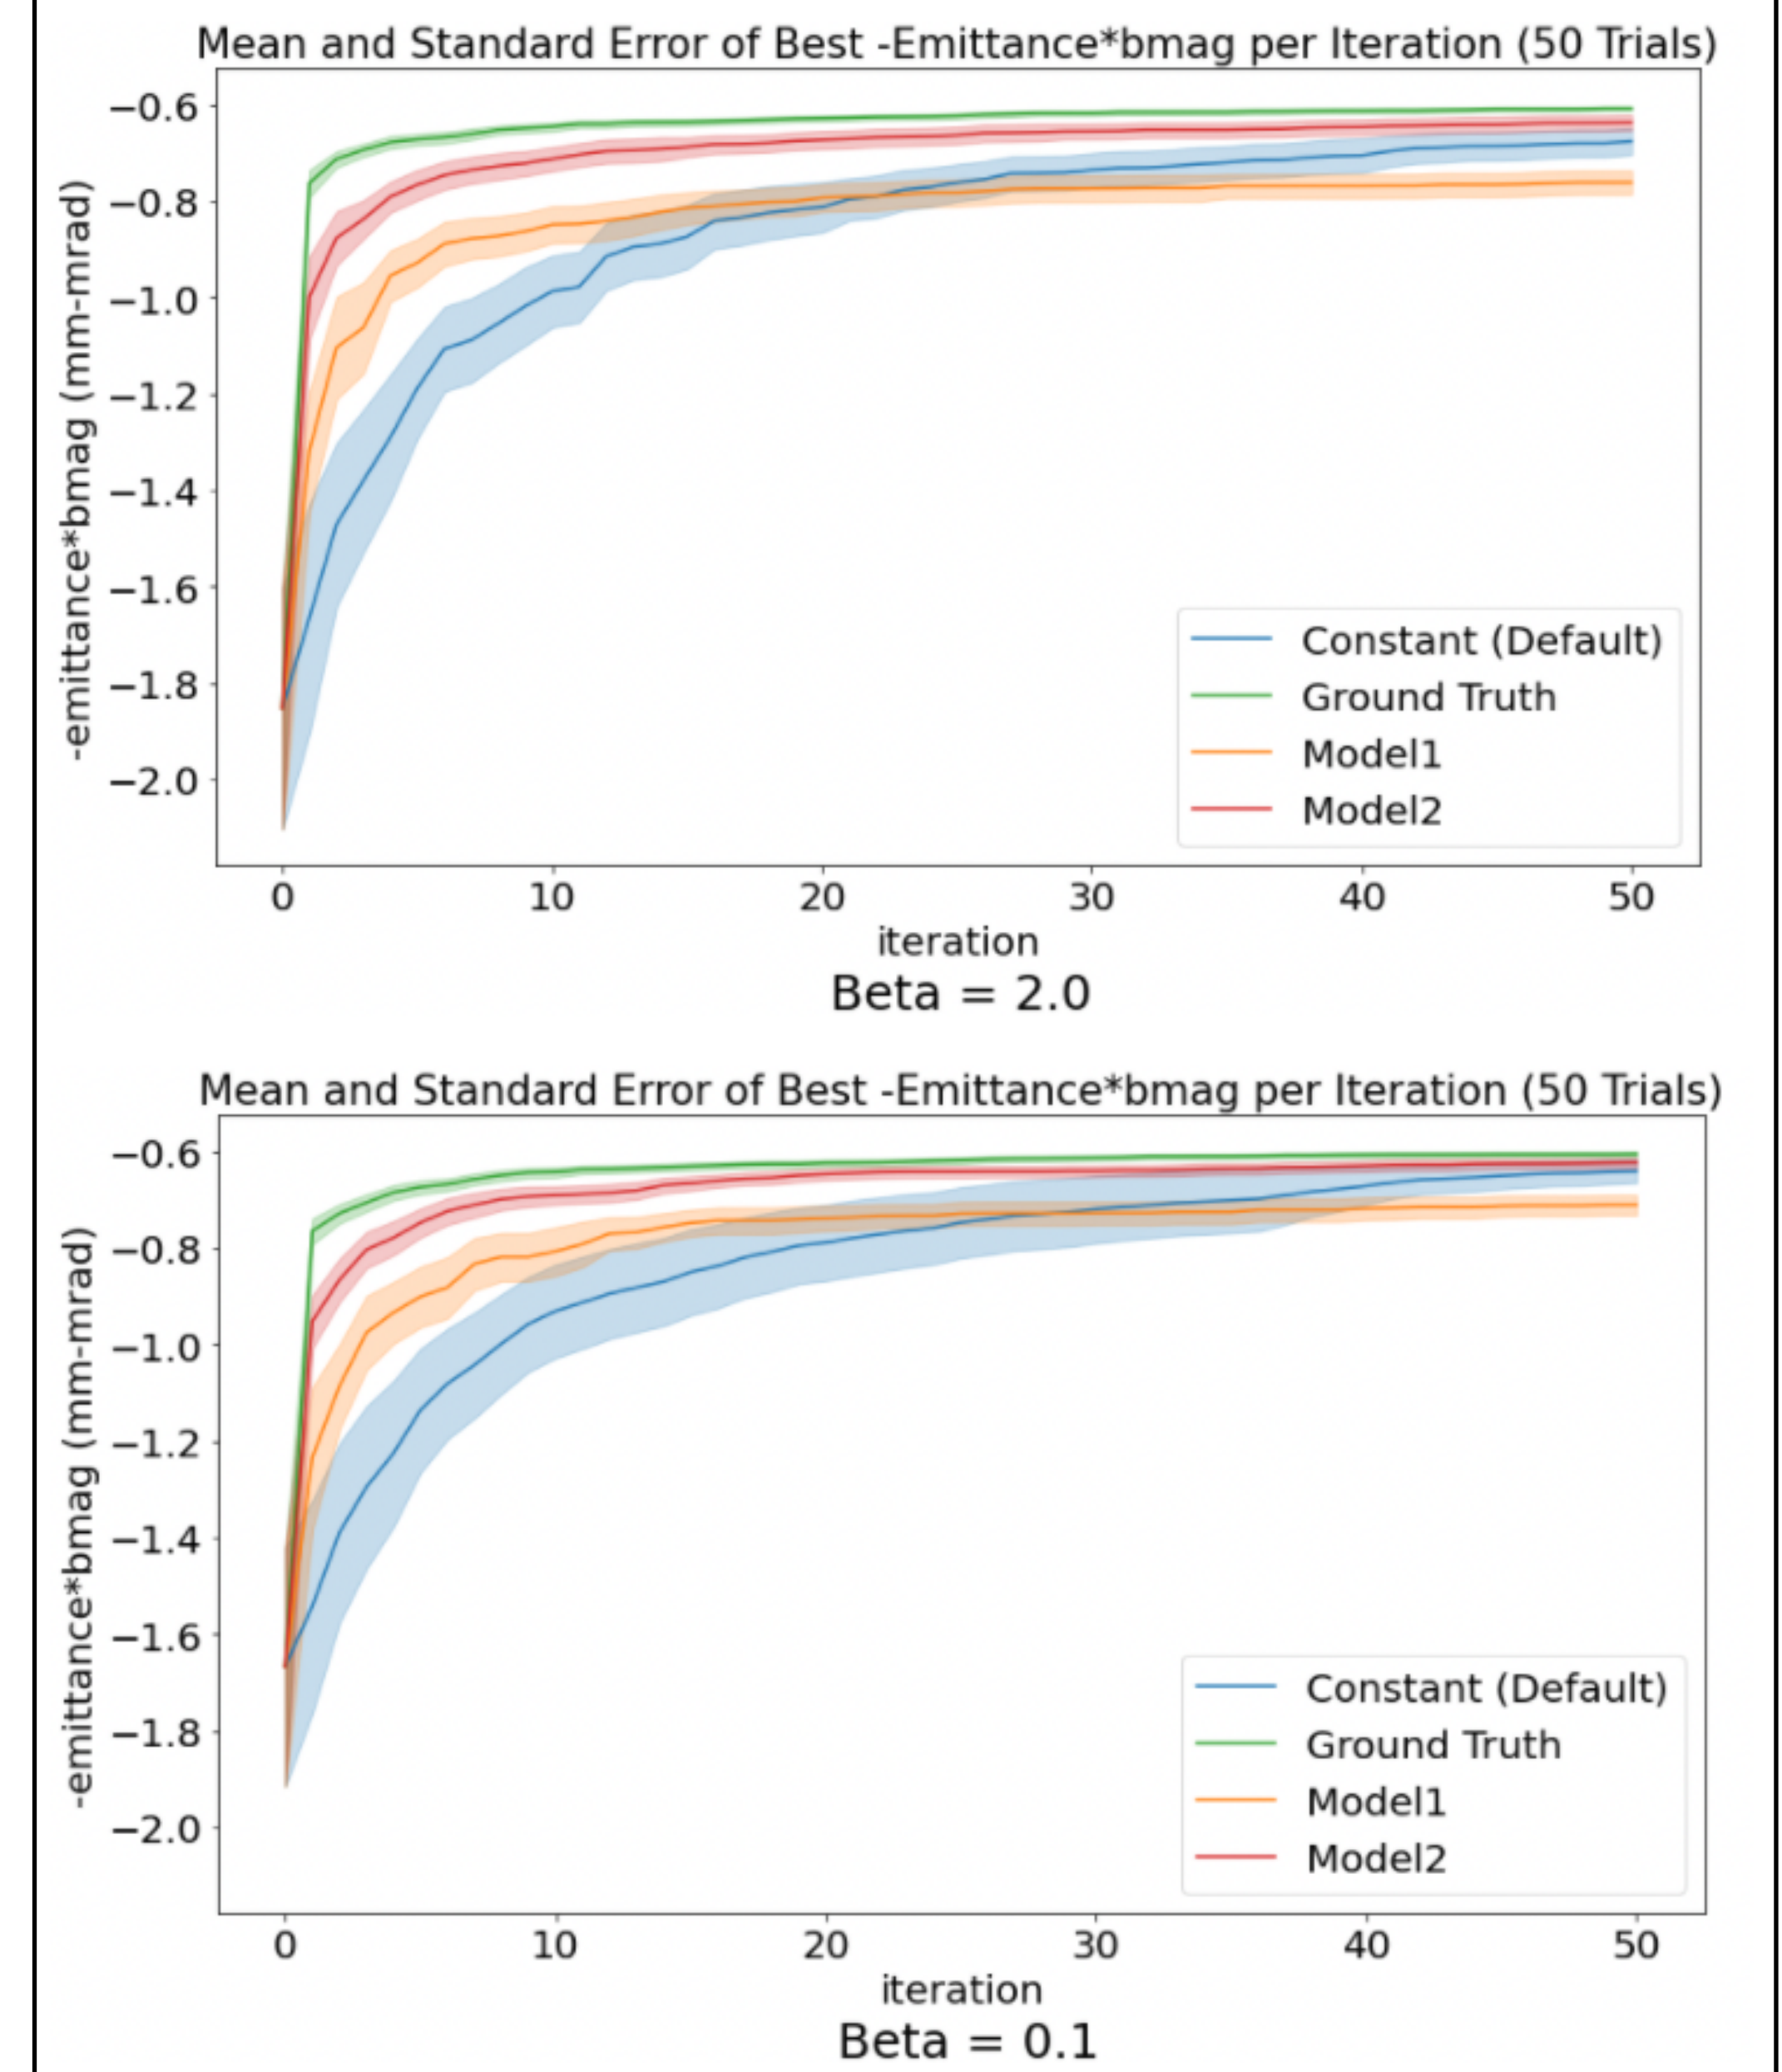 Mean and Standard Error of Best -Emittance*bmag per Iteration (50 Trials)
-emittance*bmag (mm-mrad)
−0.6
−0.8
−1.0
−1.2
−1.4
−1.6
−1.8
−2.0
Constant (Default)
Ground Truth
Model1
Model2
0 10 20 30 40 50
iteration
Beta = 2.0
Mean and Standard Error of Best -Emittance*bmag per Iteration (50 Trials)
-emittance*bmag (mm-mrad)
−0.6
−0.8
−1.0
−1.2
−1.4
−1.6
−1.8
−2.0
Constant (Default)
Ground Truth
Model1
Model2
0 10 20 30 40 50
iteration
Beta = 0.1